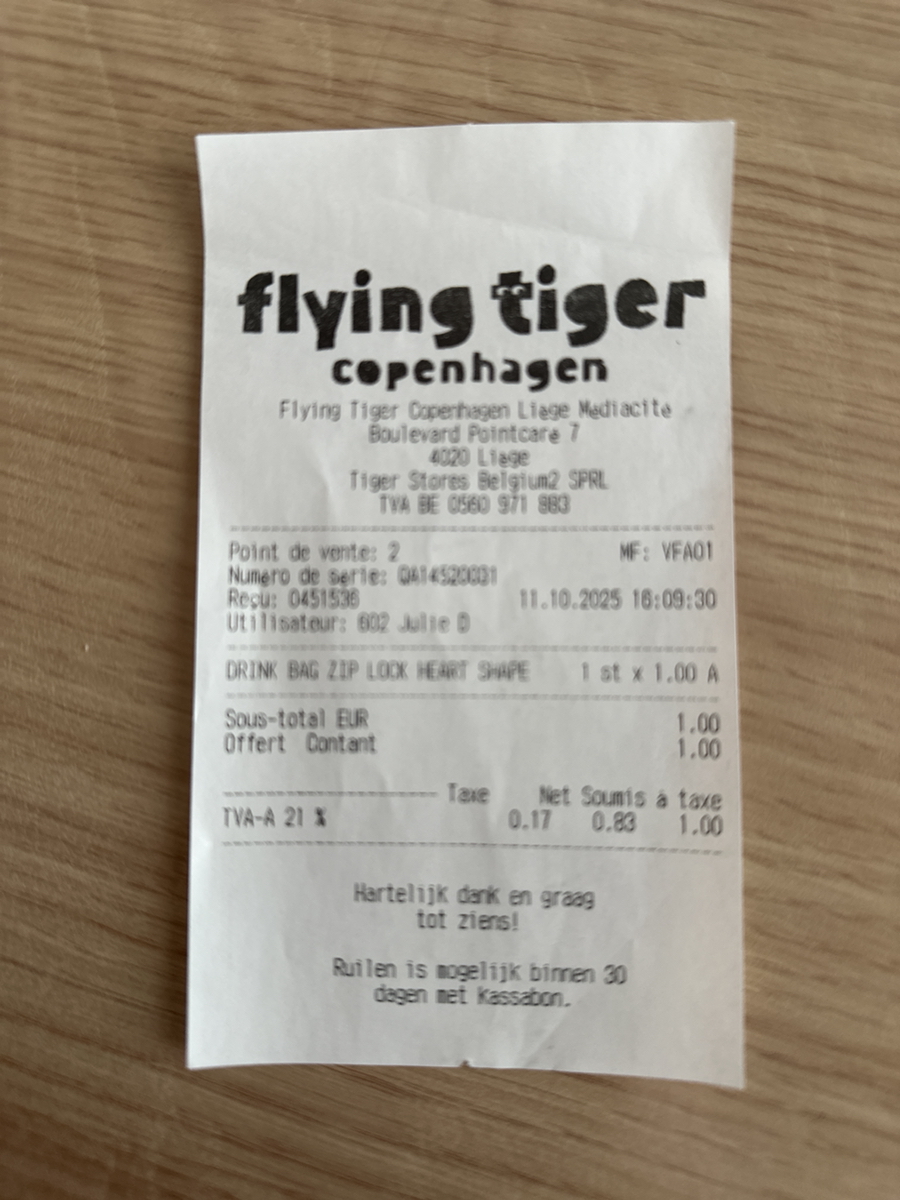 flying tiger
copenhagen
Flying Tiger Copenhagen Liege Mediacite
Boulevard Pointcare 7
4020 Liege
Tiger Stores Belgium2 SPRL
TVA BE 0560 971 883
Point de vente: 2 MF: VFA01
Numero de serie: QA14520031
Reçu: 0451536 11.10.2025 16:09:30
Utilisateur: 602 Julie D
DRINK BAG ZIP LOCK HEART SHAPE 1 st x 1.00 A
Sous-total EUR 1.00
Offert Contant 1.00
Taxe Net Soumis à taxe
TVA-A 21 % 0.17 0.83 1.00
Hartelijk dank en graag
tot ziens!
Ruilen is mogelijk binnen 30
dagen met Kassabon.